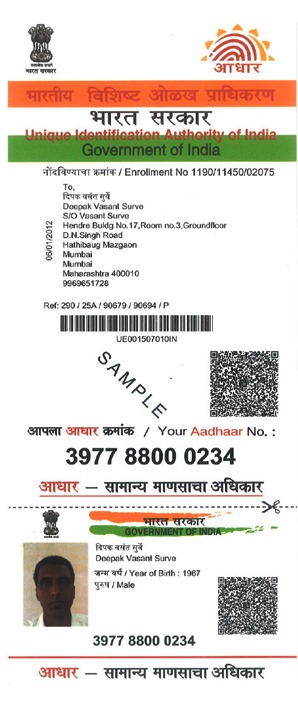 भारत सरकार
आधार
भारतीय विशिष्ट ओळख प्राधिकरण
भारत सरकार
Unique Identification Authority of India
Government of India
नोंदविण्याचा क्रमांक / Enrollment No 1190/11450/02075
To,
दिपक वसंत सुर्वे
Deepak Vasant Surve
S/O Vasant Surve
Hendre Buldg No.17,Room no.3,Groundfloor
D.N.Singh Road
Hathibaug Mazgaon
Mumbai
Mumbai
Maharashtra 400010
9969651728
06/01/2012
Ref: 290 / 25A / 90679 / 90694 / P
UE001507010IN
SAMPLE
आपला आधार क्रमांक / Your Aadhaar No. :
3977 8800 0234
आधार — सामान्य माणसाचा अधिकार
भारत सरकार
GOVERNMENT OF INDIA
दिपक वसंत सुर्वे
Deepak Vasant Surve
जन्म वर्ष / Year of Birth : 1967
पुरुष / Male
3977 8800 0234
आधार — सामान्य माणसाचा अधिकार